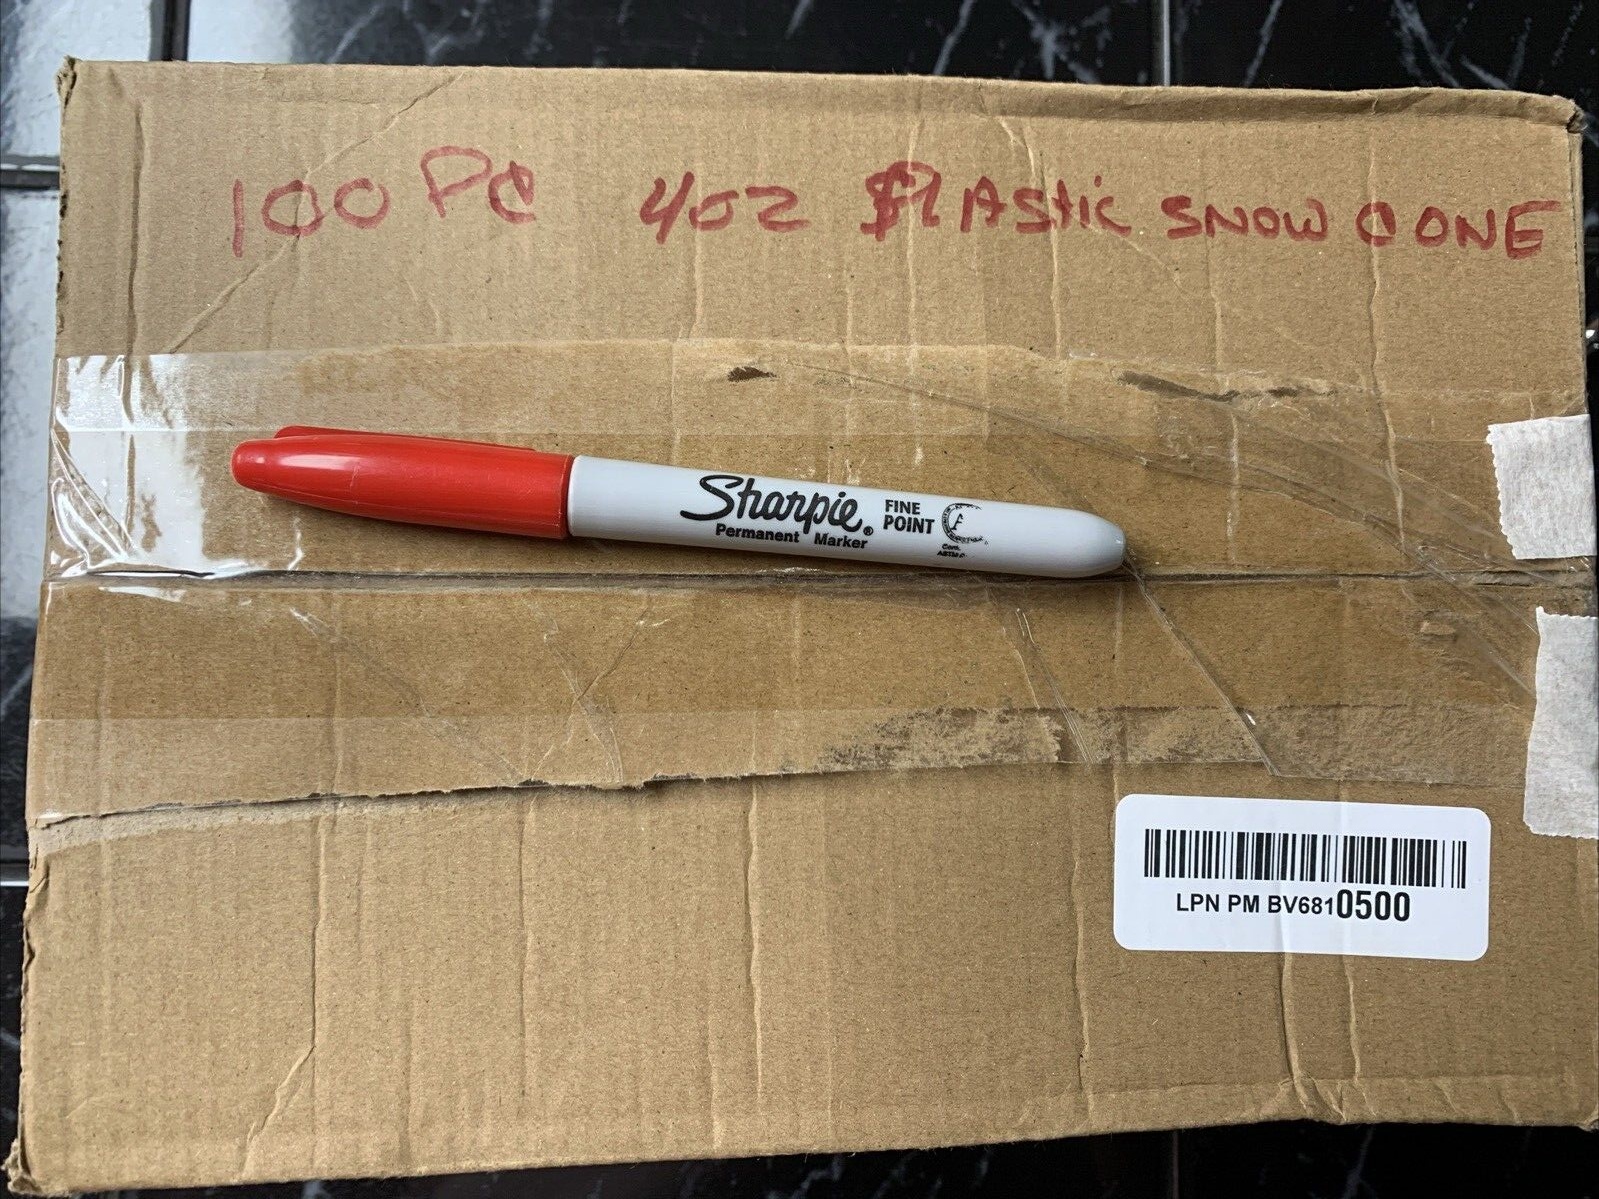 100 PC 4oz PlAStic SNOW CONE
Sharpie® FINE POINT
Permanent Marker
LPN PM BV6810500